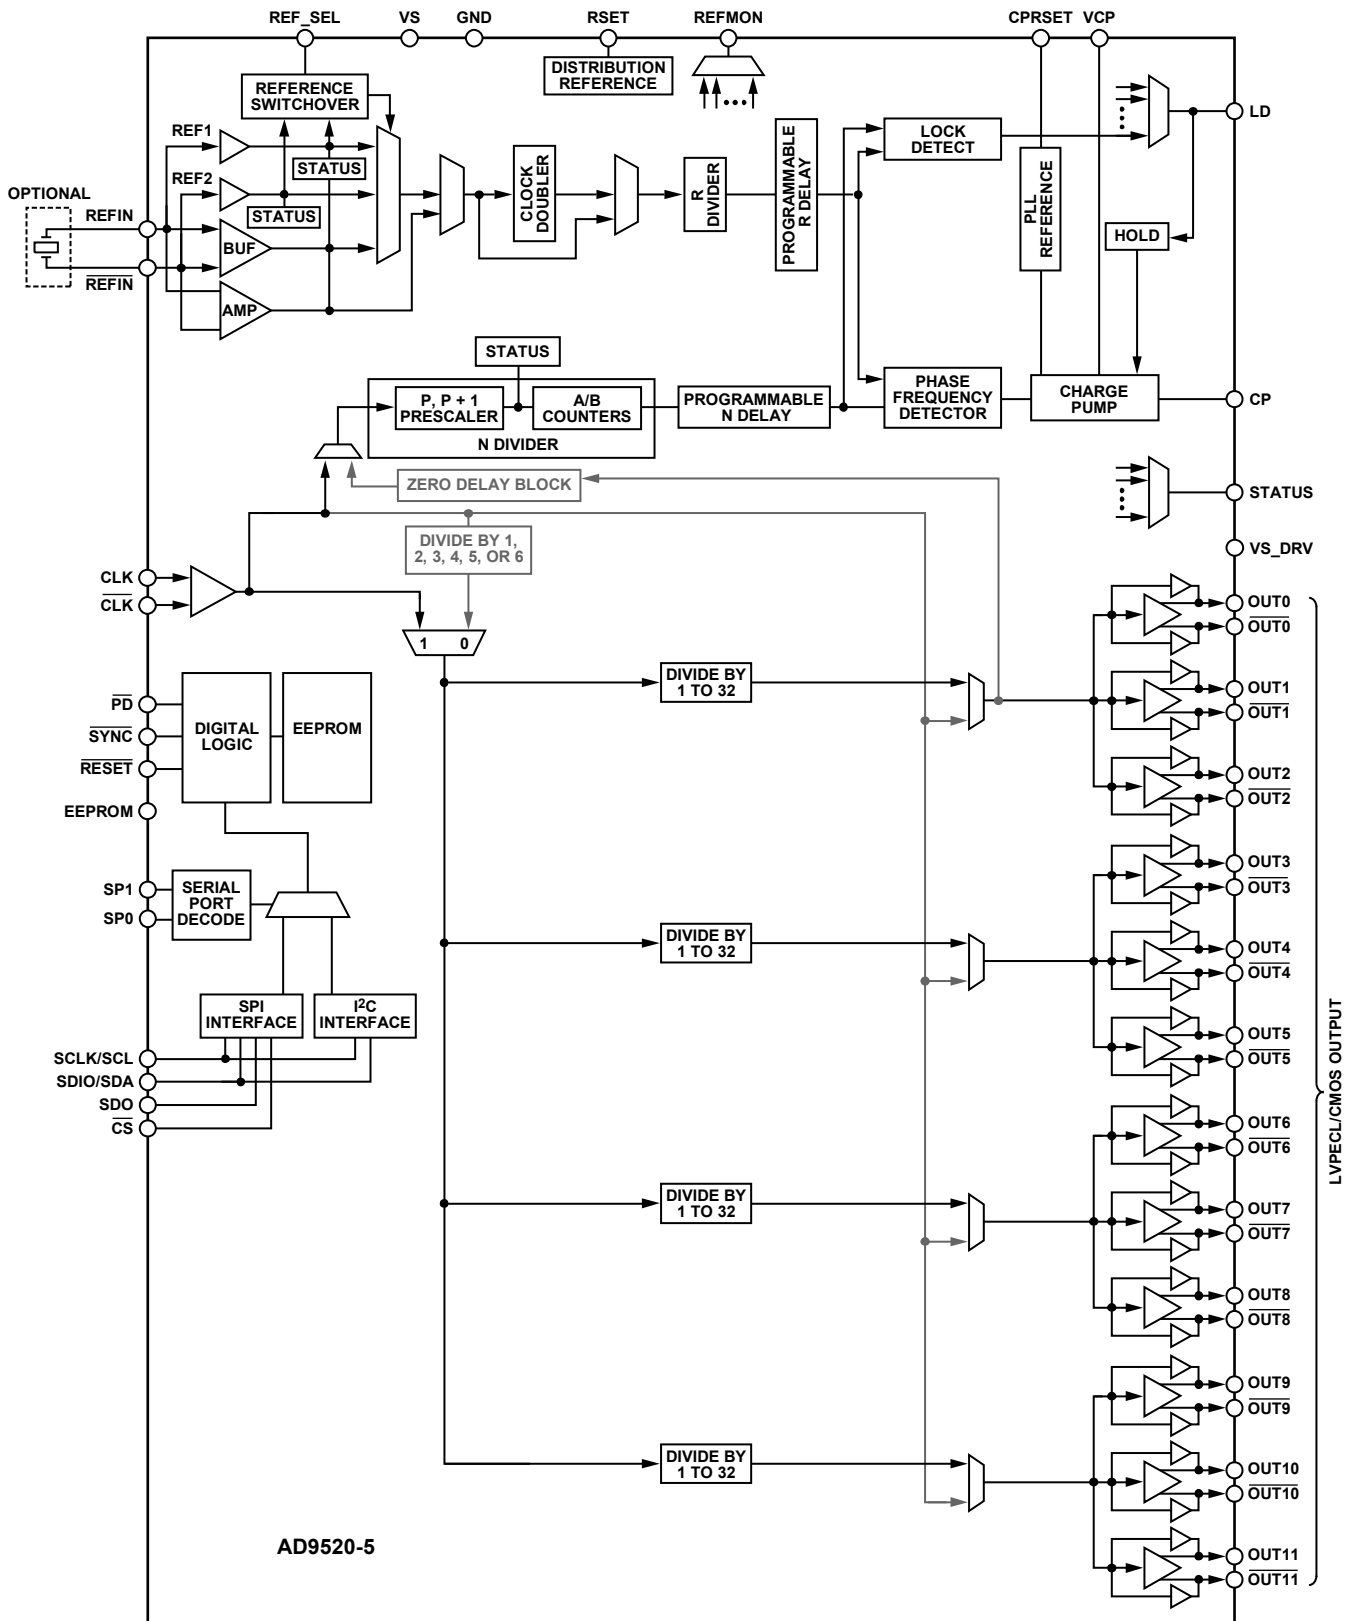 REF_SEL VS GND RSET REFMON CPRSET VCP
DISTRIBUTION
REFERENCE
REFERENCE
SWITCHOVER
LD
REF1
STATUS
REF2
STATUS
OPTIONAL
REFIN
BUF
REFIN
AMP
CLOCK
DOUBLER
R
DIVIDER
PROGRAMMABLE
R DELAY
LOCK
DETECT
PLL
REFERENCE
HOLD
STATUS
P, P + 1
PRESCALER
A/B
COUNTERS
N DIVIDER
PROGRAMMABLE
N DELAY
PHASE
FREQUENCY
DETECTOR
CHARGE
PUMP
CP
ZERO DELAY BLOCK
STATUS
DIVIDE BY 1,
2, 3, 4, 5, OR 6
VS_DRV
CLK
CLK
1 0
OUT0
OUT0
DIVIDE BY
1 TO 32
OUT1
OUT1
PD
SYNC
RESET
EEPROM
DIGITAL
LOGIC
EEPROM
OUT2
OUT2
SP1
SP0
SERIAL
PORT
DECODE
OUT3
OUT3
DIVIDE BY
1 TO 32
OUT4
OUT4
SPI
INTERFACE
I2C
INTERFACE
OUT5
OUT5
SCLK/SCL
SDIO/SDA
SDO
CS
LVPECL/CMOS OUTPUT
OUT6
OUT6
DIVIDE BY
1 TO 32
OUT7
OUT7
OUT8
OUT8
OUT9
OUT9
DIVIDE BY
1 TO 32
OUT10
OUT10
AD9520-5
OUT11
OUT11